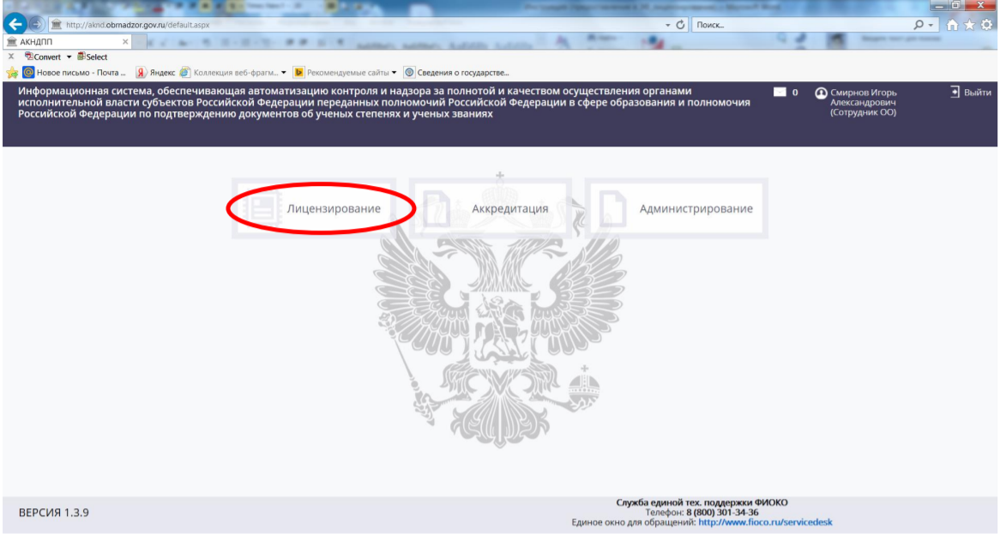 http://aknd.obrnadzor.gov.ru/default.aspx
Поиск...
АКНДПП
x Convert Select
Новое письмо - Почта ... Яндекс Коллекция веб-фрагм... Рекомендуемые сайты Сведения о государстве...
Информационная система, обеспечивающая автоматизацию контроля и надзора за полнотой и качеством осуществления органами
исполнительной власти субъектов Российской Федерации переданных полномочий Российской Федерации в сфере образования и полномочия
Российской Федерации по подтверждению документов об ученых степенях и ученых званиях
0
Смирнов Игорь
Александрович
(Сотрудник ОО)
Выйти
Лицензирование
Аккредитация
Администрирование
ВЕРСИЯ 1.3.9
Служба единой тех. поддержки ФИОКО
Телефон: 8 (800) 301-34-36
Единое окно для обращений: http://www.fioco.ru/servicedesk